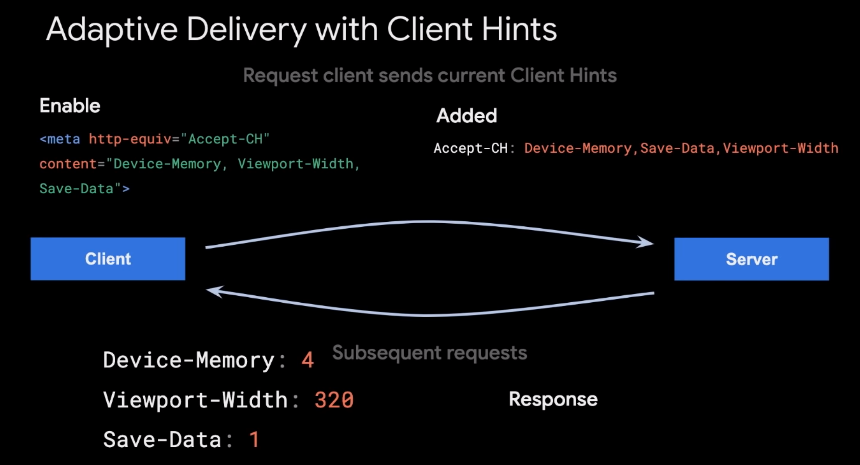 Adaptive Delivery with Client Hints
Request client sends current Client Hints
Enable
<meta http-equiv="Accept-CH"
content="Device-Memory, Viewport-Width,
Save-Data">
Added
Accept-CH: Device-Memory,Save-Data,Viewport-Width
Client
Server
Subsequent requests
Device-Memory: 4
Viewport-Width: 320
Save-Data: 1
Response